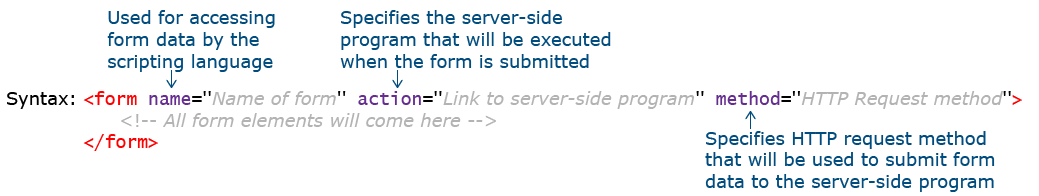 Used for accessing
form data by the
scripting language
Specifies the server-side
program that will be executed
when the form is submitted
Syntax: <form name="Name of form" action="Link to server-side program" method="HTTP Request method">
<!-- All form elements will come here -->
</form>
Specifies HTTP request method
that will be used to submit form
data to the server-side program